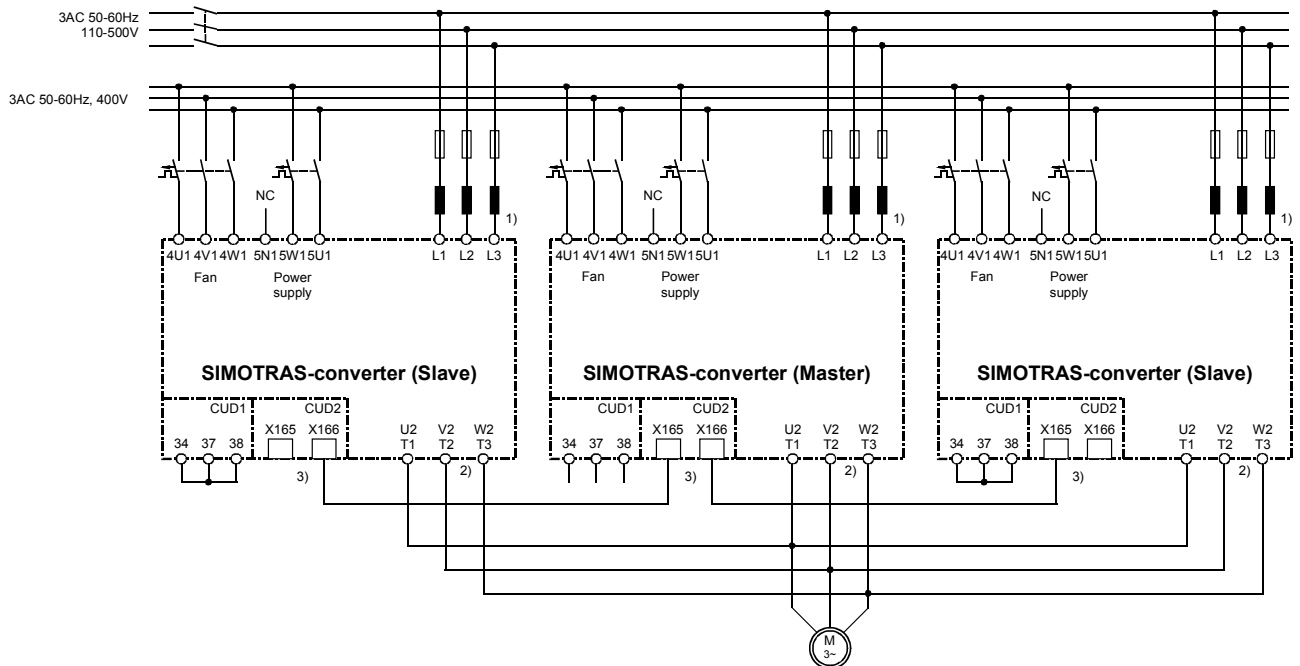 3AC 50-60Hz
110-500V
3AC 50-60Hz, 400V
NC NC NC
1) 1) 1)
4U1 4V1 4W1 5N1 5W1 5U1 L1 L2 L3
4U1 4V1 4W1 5N1 5W1 5U1 L1 L2 L3
4U1 4V1 4W1 5N1 5W1 5U1 L1 L2 L3
Fan Power supply
Fan Power supply
Fan Power supply
SIMOTRAS-converter (Slave)
SIMOTRAS-converter (Master)
SIMOTRAS-converter (Slave)
CUD1 CUD2
34 37 38 X165 X166
U2 V2 W2
T1 T2 T3
2)
3)
CUD1 CUD2
34 37 38 X165 X166
U2 V2 W2
T1 T2 T3
2)
3)
CUD1 CUD2
34 37 38 X165 X166
U2 V2 W2
T1 T2 T3
2)
3)
M
3~